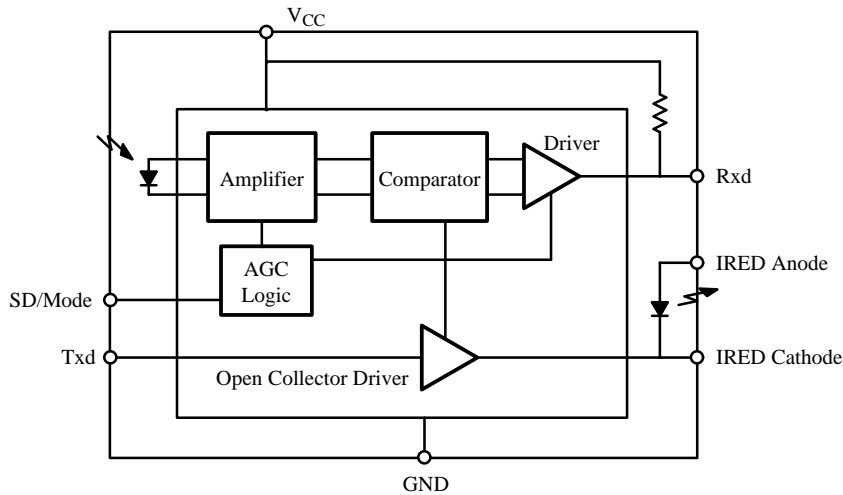 VCC
Driver
Amplifier
Comparator
Rxd
AGC
Logic
IRED Anode
SD/Mode
Txd
Open Collector Driver
IRED Cathode
GND